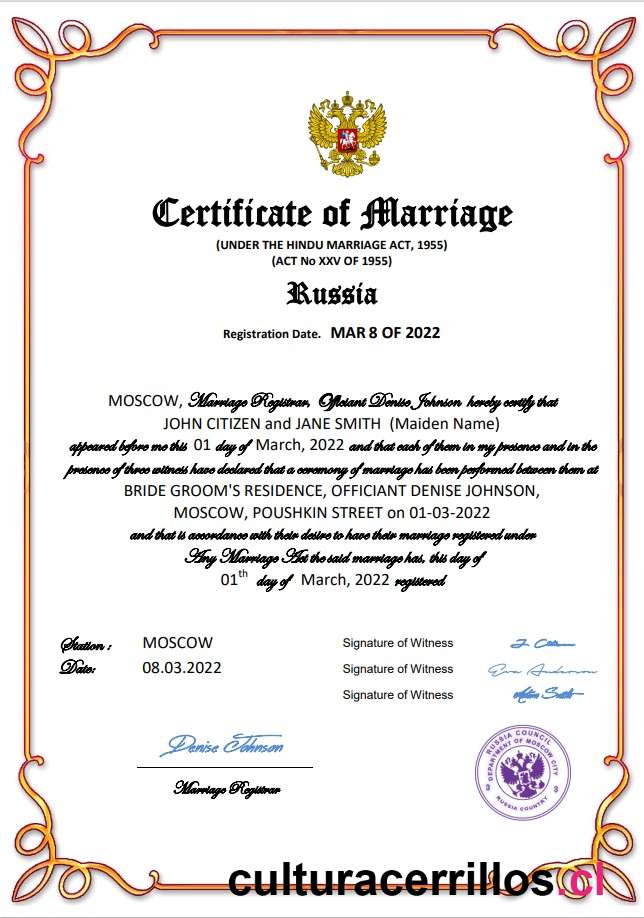 Certificate of Marriage
(UNDER THE HINDU MARRIAGE ACT, 1955)
(ACT No XXV OF 1955)
Russia
Registration Date. MAR 8 OF 2022
MOSCOW, Marriage Registrar, Officiant Denise Johnson hereby certify that
JOHN CITIZEN and JANE SMITH (Maiden Name)
appeared before me this 01 day of March, 2022 and that each of them in my presence and in the
presence of three witness have declared that a ceremony of marriage has been performed between them at
BRIDE GROOM'S RESIDENCE, OFFICIANT DENISE JOHNSON,
MOSCOW, POUSHKIN STREET on 01-03-2022
and that is accordance with their desire to have their marriage registered under
Any Marriage Act the said marriage has, this day of
01th day of March, 2022 registered
Station : MOSCOW
Date: 08.03.2022
Signature of Witness
Signature of Witness Eva Anderson
Signature of Witness
Denise Johnson
Marriage Registrar
RUSSIA COUNCIL
DEPARTMENT OF MOSCOW CITY
RUSSIA COUNTRY
culturacerrillos.cl